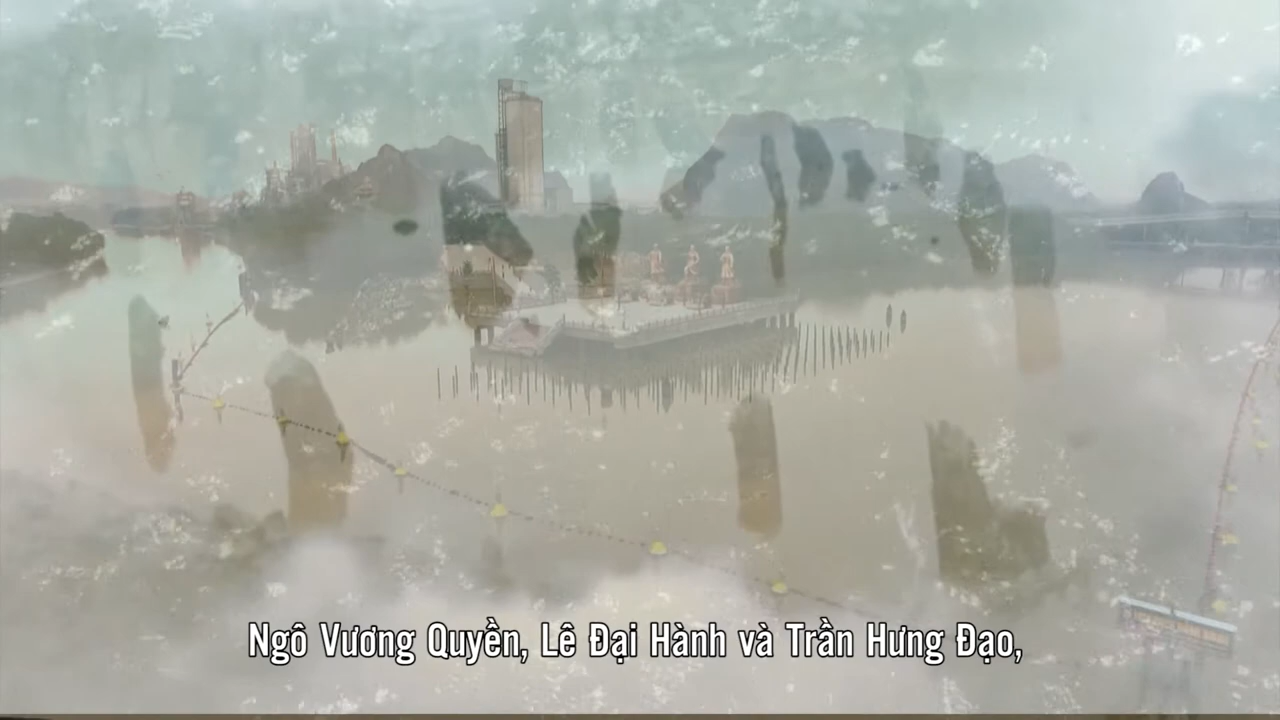 Ngô Vương Quyền, Lê Đại Hành và Trần Hưng Đạo,